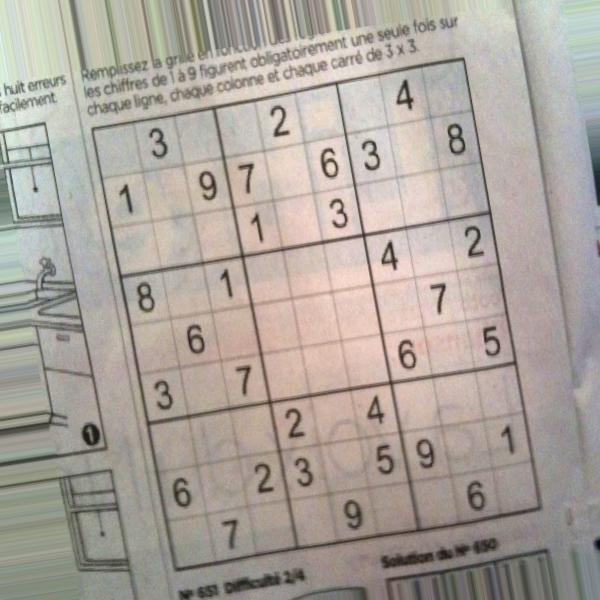 huit erreurs
facilement.
Remplissez la grille en fonction des
les chiffres de 1 à 9 figurent obligatoirement une seule fois sur
chaque ligne, chaque colonne et chaque carré de 3 x 3.
3 2 4
1 9 7 6 3 8
1 3
8 1 4 2
6 7
3 7 6 5
2 4
6 2 3 5 9 1
7 9 6
1
N° 651 Difficulté 2/4
Solution du N° 650